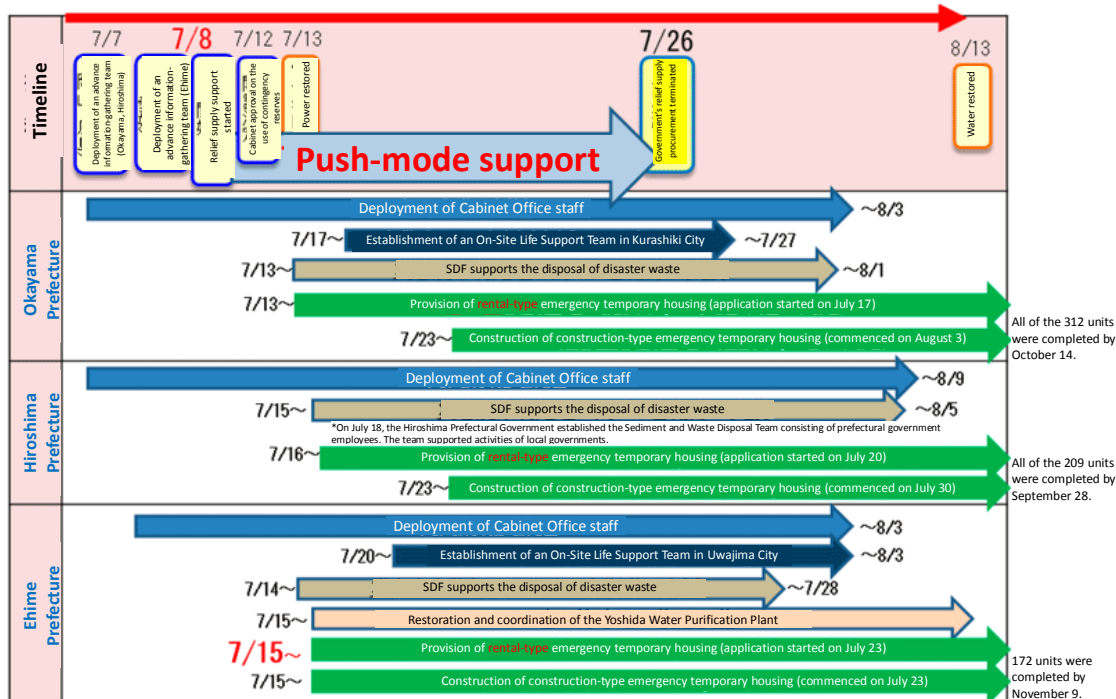 Timeline
7/7
7/8
7/12
7/13
7/26
8/13
Deployment of an advance
information-gathering team
(Okayama, Hiroshima)
Deployment of an
advance information-
gathering team (Ehime)
Relief supply support
started
Cabinet approval on the
use of contingency
reserves
Power restored
Government's relief supply
procurement terminated
Water restored
Push-mode support
Okayama
Prefecture
Deployment of Cabinet Office staff
~8/3
7/17~
Establishment of an On-Site Life Support Team in Kurashiki City
~7/27
7/13~
SDF supports the disposal of disaster waste
~8/1
7/13~
Provision of rental-type emergency temporary housing (application started on July 17)
7/23~
Construction of construction-type emergency temporary housing (commenced on August 3)
All of the 312 units
were completed by
October 14.
Hiroshima
Prefecture
Deployment of Cabinet Office staff
~8/9
7/15~
SDF supports the disposal of disaster waste
~8/5
*On July 18, the Hiroshima Prefectural Government established the Sediment and Waste Disposal Team consisting of prefectural government
employees. The team supported activities of local governments.
7/16~
Provision of rental-type emergency temporary housing (application started on July 20)
7/23~
Construction of construction-type emergency temporary housing (commenced on July 30)
All of the 209 units
were completed by
September 28.
Ehime
Prefecture
Deployment of Cabinet Office staff
~8/3
7/20~
Establishment of an On-Site Life Support Team in Uwajima City
~8/3
7/14~
SDF supports the disposal of disaster waste
~7/28
7/15~
Restoration and coordination of the Yoshida Water Purification Plant
7/15~
Provision of rental-type emergency temporary housing (application started on July 23)
7/15~
Construction of construction-type emergency temporary housing (commenced on July 23)
172 units were
completed by
November 9.